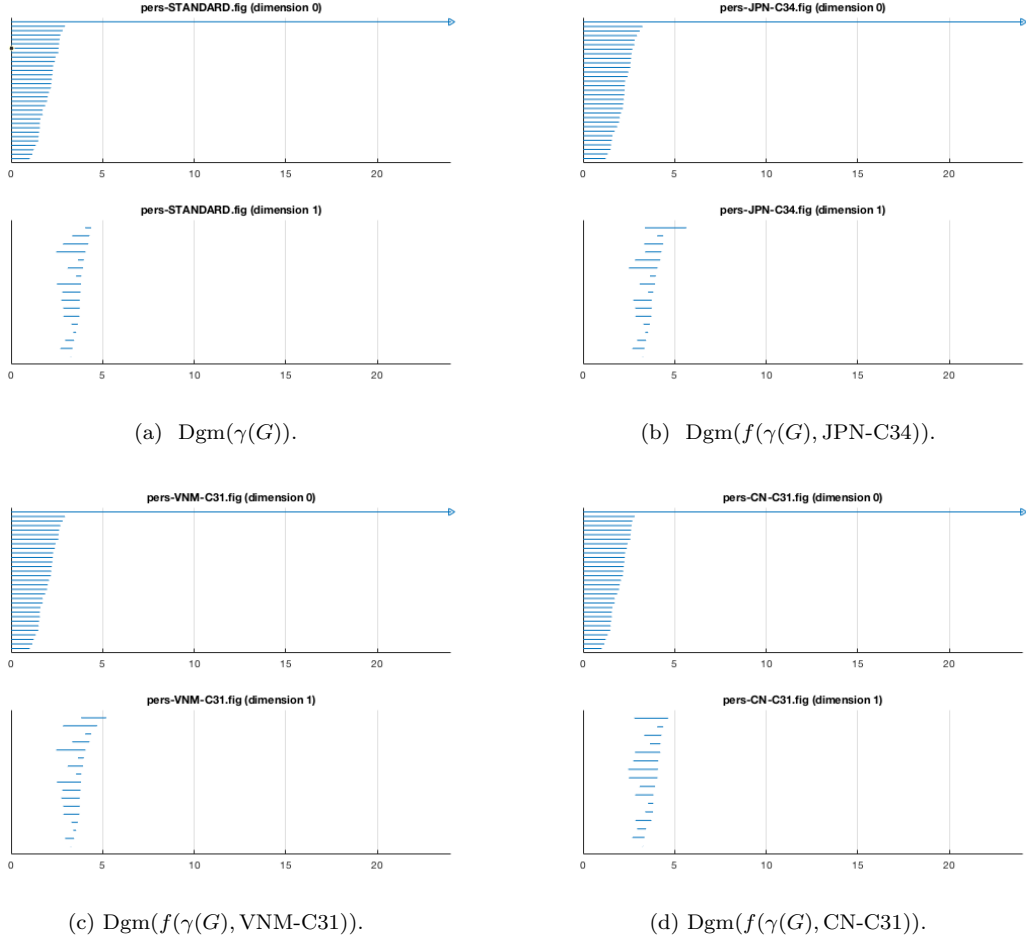 pers-STANDARD.fig (dimension 0)
0 5 10 15 20
pers-STANDARD.fig (dimension 1)
0 5 10 15 20
(a) Dgm(γ(G)).
pers-JPN-C34.fig (dimension 0)
0 5 10 15 20
pers-JPN-C34.fig (dimension 1)
0 5 10 15 20
(b) Dgm(f(γ(G), JPN-C34)).
pers-VNM-C31.fig (dimension 0)
0 5 10 15 20
pers-VNM-C31.fig (dimension 1)
0 5 10 15 20
(c) Dgm(f(γ(G), VNM-C31)).
pers-CN-C31.fig (dimension 0)
0 5 10 15 20
pers-CN-C31.fig (dimension 1)
0 5 10 15 20
(d) Dgm(f(γ(G), CN-C31)).